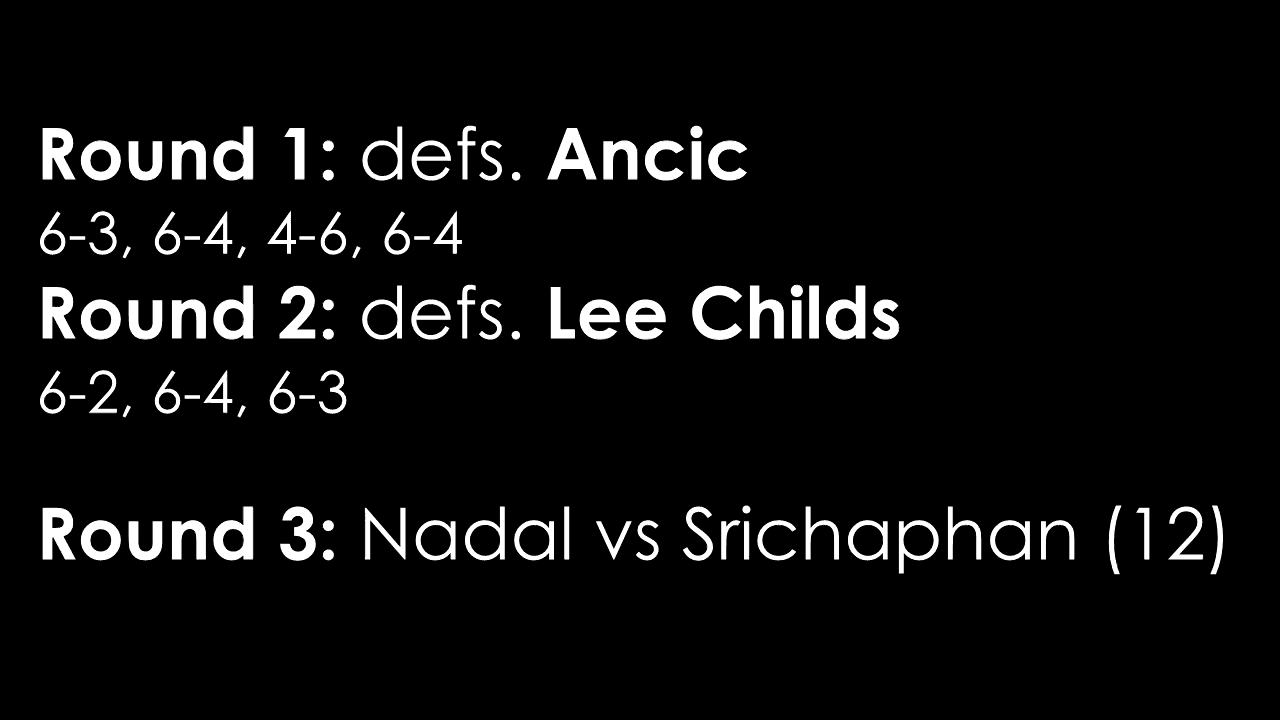 Round 1: defs. Ancic
6-3, 6-4, 4-6, 6-4
Round 2: defs. Lee Childs
6-2, 6-4, 6-3
Round 3: Nadal vs Srichaphan (12)